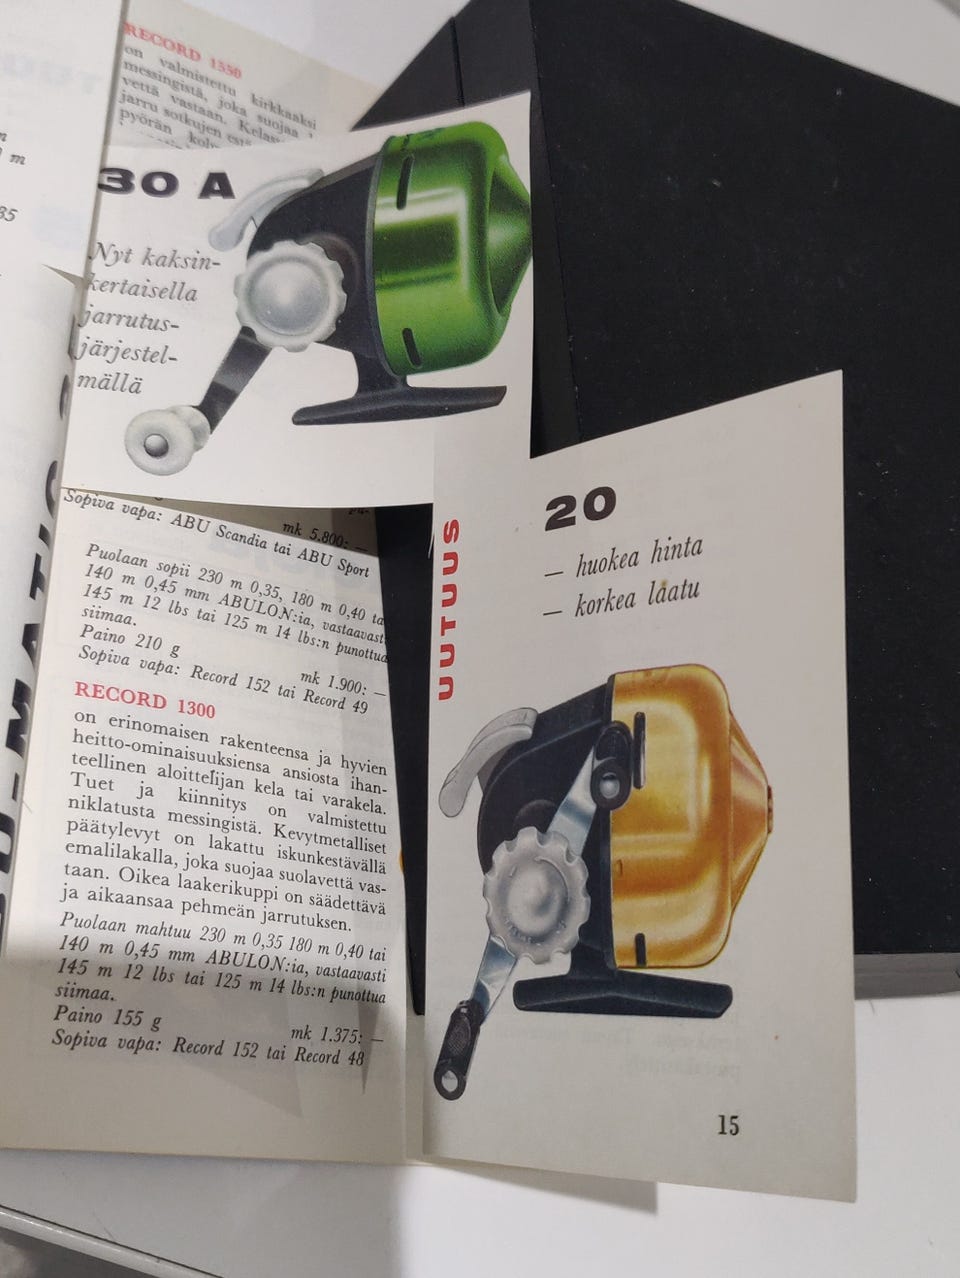 RECORD 1550
on valmistettu kirkkaaksi
messingistä, joka suojaa
vettä vastaan.
jarru sotkujen
pyörän
30 A
Nyt kaksin-
kertaisella
jarrutus-
järjestel-
mällä
mk 5.800: —
Sopiva vapa: ABU Scandia tai ABU Sport
Puolaan sopii 230 m 0,35, 180 m 0,40 ta
140 m 0,45 mm ABULON:ia, vastaavast
145 m 12 lbs tai 125 m 14 lbs:n punottua
siimaa.
Paino 210 g
mk 1.900: —
Sopiva vapa: Record 152 tai Record 49
RECORD 1300
on erinomaisen rakenteensa ja hyvien
heitto-ominaisuuksiensa ansiosta ihan-
teellinen aloittelijan kela tai varakela.
Tuet ja kiinnitys on valmistettu
niklatusta messingistä. Kevytmetalliset
päätylevyt on lakattu iskunkestävällä
emalilakalla, joka suojaa suolavettä vas-
taan. Oikea laakerikuppi on säädettävä
ja aikaansaa pehmeän jarrutuksen.
Puolaan mahtuu 230 m 0,35 180 m 0,40 tai
140 m 0,45 mm ABULON:ia, vastaavasti
145 m 12 lbs tai 125 m 14 lbs:n punottua
siimaa.
Paino 155 g
mk 1.375: —
Sopiva vapa: Record 152 tai Record 48
UUTUUS
20
— huokea hinta
— korkea laatu
15